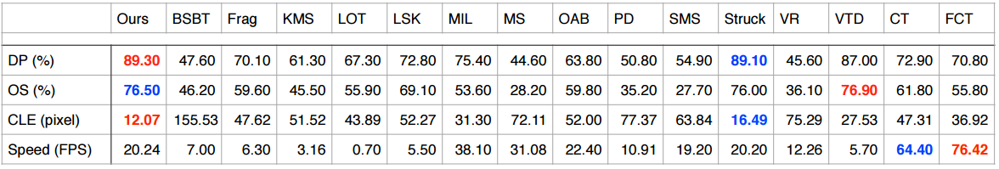 Ours BSBT Frag KMS LOT LSK MIL MS OAB PD SMS Struck VR VTD CT FCT
DP (%) 89.30 47.60 70.10 61.30 67.30 72.80 75.40 44.60 63.80 50.80 54.90 89.10 45.60 87.00 72.90 70.80
OS (%) 76.50 46.20 59.60 45.50 55.90 69.10 53.60 28.20 59.80 35.20 27.70 76.00 36.10 76.90 61.80 55.80
CLE (pixel) 12.07 155.53 47.62 51.52 43.89 52.27 31.30 72.11 52.00 77.37 63.84 16.49 75.29 27.53 47.31 36.92
Speed (FPS) 20.24 7.00 6.30 3.16 0.70 5.50 38.10 31.08 22.40 10.91 19.20 20.20 12.26 5.70 64.40 76.42